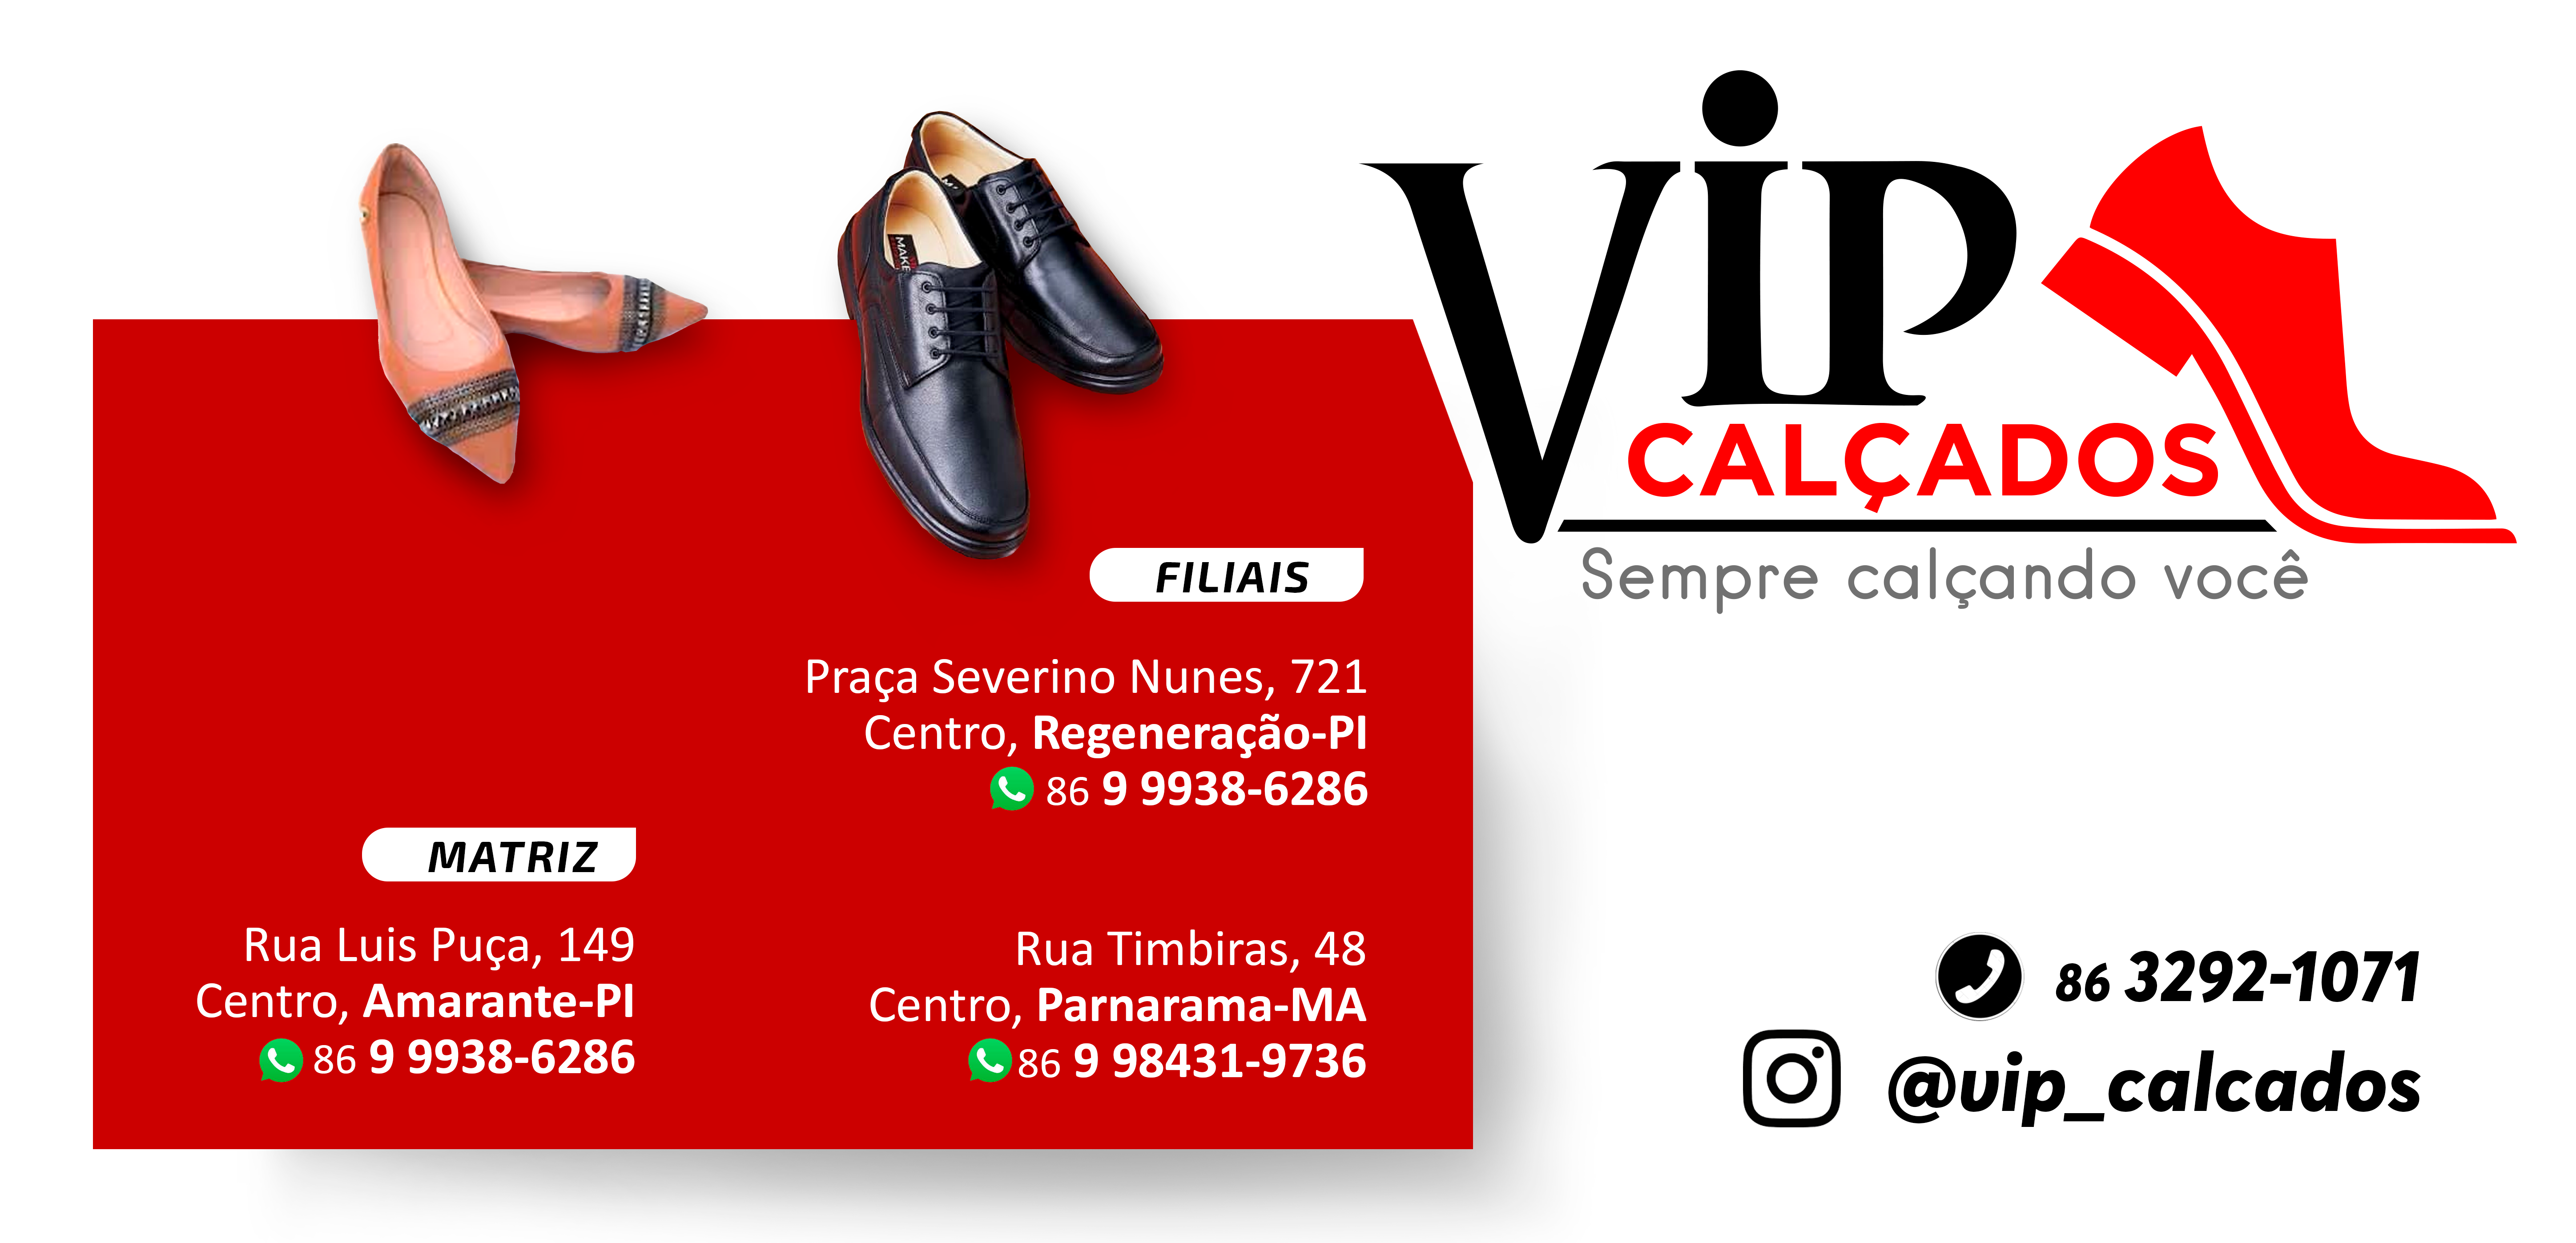 VIP
CALÇADOS
Sempre calçando você
MAKE
FILIAIS
Praça Severino Nunes, 721
Centro, Regeneração-PI
86 9 9938-6286
Rua Timbiras, 48
Centro, Parnarama-MA
86 9 98431-9736
MATRIZ
Rua Luis Puça, 149
Centro, Amarante-PI
86 9 9938-6286
86 3292-1071
@vip_calcados